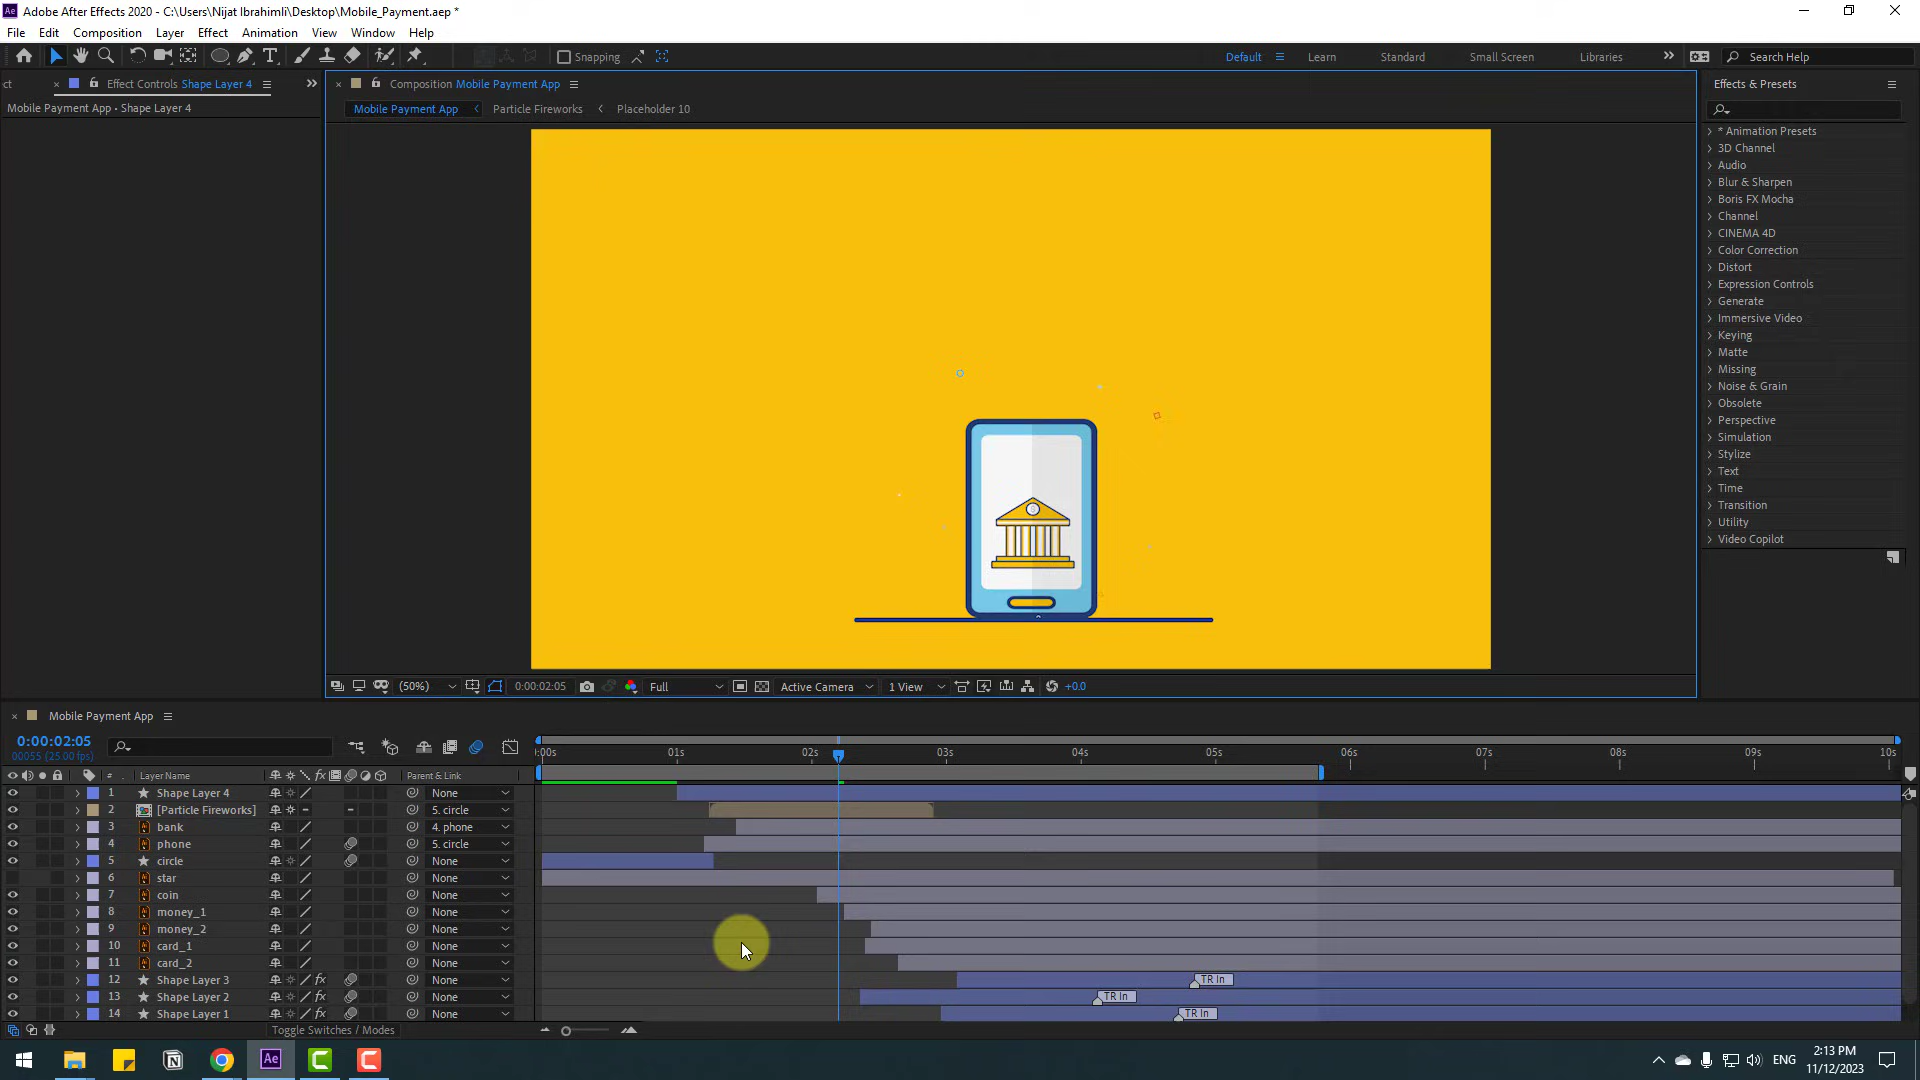 Adobe After Effects 2020 - C:\Users\Nijat Ibrahimli\Desktop\Mobile_Payment.aep *
File Edit Composition Layer Effect Animation View Window Help
Snapping
Default Learn Standard Small Screen Libraries
Search Help
ct
Effect Controls Shape Layer 4
Mobile Payment App • Shape Layer 4
Composition Mobile Payment App
Mobile Payment App Particle Fireworks Placeholder 10
(50%) 0:00:02:05 Full Active Camera 1 View +0.0
Effects & Presets
* Animation Presets
3D Channel
Audio
Blur & Sharpen
Boris FX Mocha
Channel
CINEMA 4D
Color Correction
Distort
Expression Controls
Generate
Immersive Video
Keying
Matte
Missing
Noise & Grain
Obsolete
Perspective
Simulation
Stylize
Text
Time
Transition
Utility
Video Copilot
Mobile Payment App
0:00:02:05
00055 (25.00 fps)
:00s 01s 02s 03s 04s 05s 06s 07s 08s 09s 10s
# Layer Name fx Parent & Link
1 Shape Layer 4 None
2 [Particle Fireworks] 5. circle
3 bank 4. phone
4 phone 5. circle
5 circle None
6 star None
7 coin None
8 money_1 None
9 money_2 None
10 card_1 None
11 card_2 None
12 Shape Layer 3 fx None TR In
13 Shape Layer 2 fx None TR In
14 Shape Layer 1 fx None TR In
Toggle Switches / Modes
ENG
2:13 PM
11/12/2023